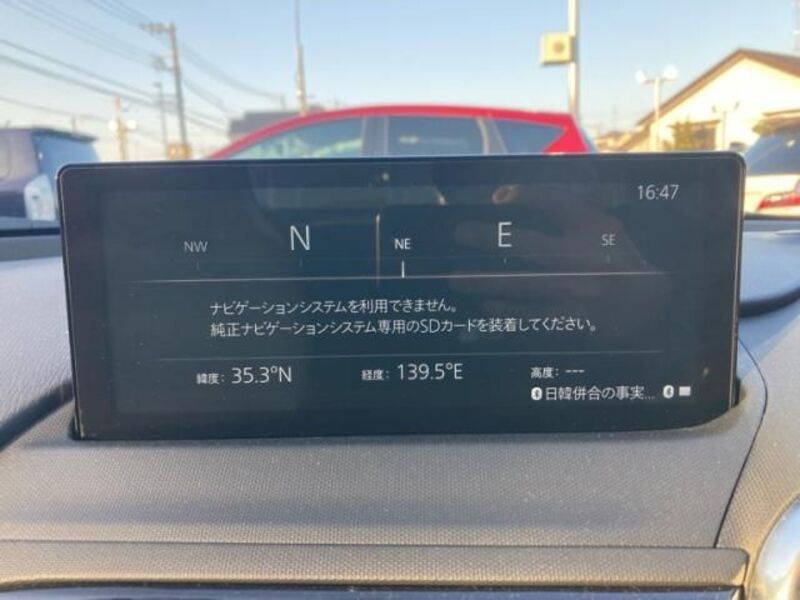 16:47
NW N NE E SE
ナビゲーションシステムを利用できません。
純正ナビゲーションシステム専用のSDカードを装着してください。
緯度: 35.3°N 経度: 139.5°E 高度: ---
日韓併合の事実...